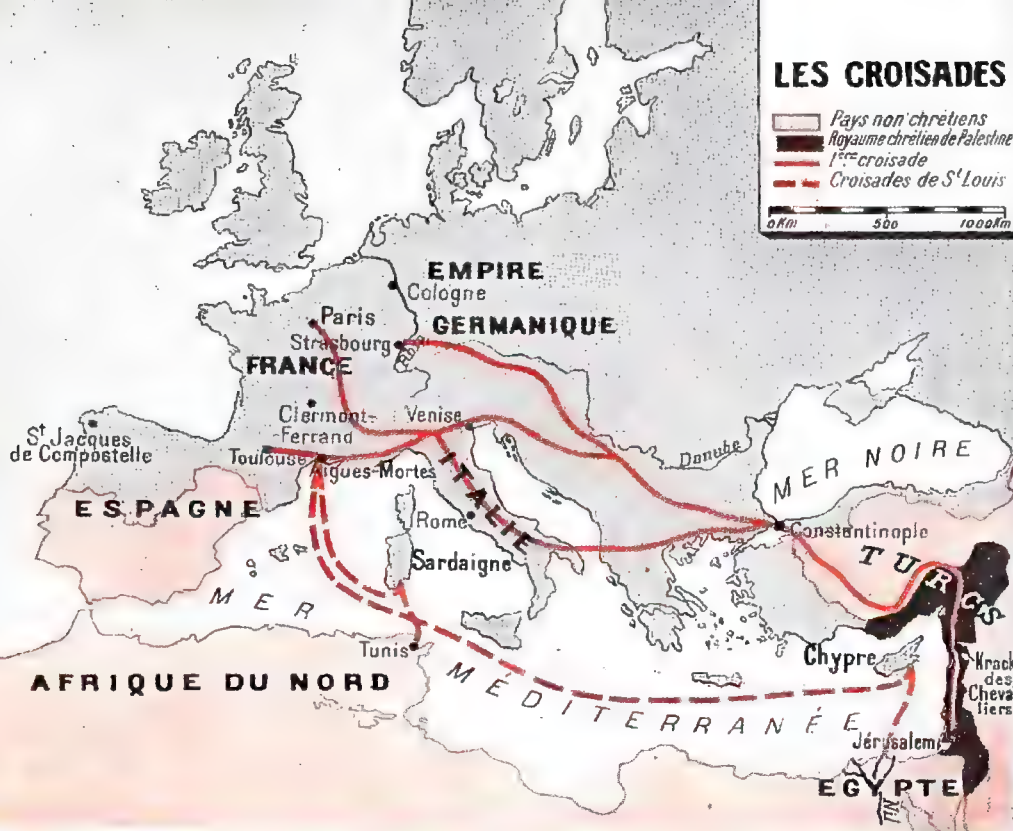 LES CROISADES
Pays non chrétiens
Royaume chrétien de Palestine
1ère croisade
Croisades de St Louis
0Km 500 1000Km
EMPIRE
Cologne
GERMANIQUE
Paris
Strasbourg
Rhin
FRANCE
Clermont-
Ferrand
Venise
St Jacques
de Compostelle
Toulouse
Aigues-Mortes
Danube
MER NOIRE
ESPAGNE
ITALIE
Rome
Constantinople
Sardaigne
TURCS
MER
Tunis
Chypre
Krack
des
Cheva
liers
AFRIQUE DU NORD
MÉDITERRANÉE
Jérusalem
EGYPTE
Nil